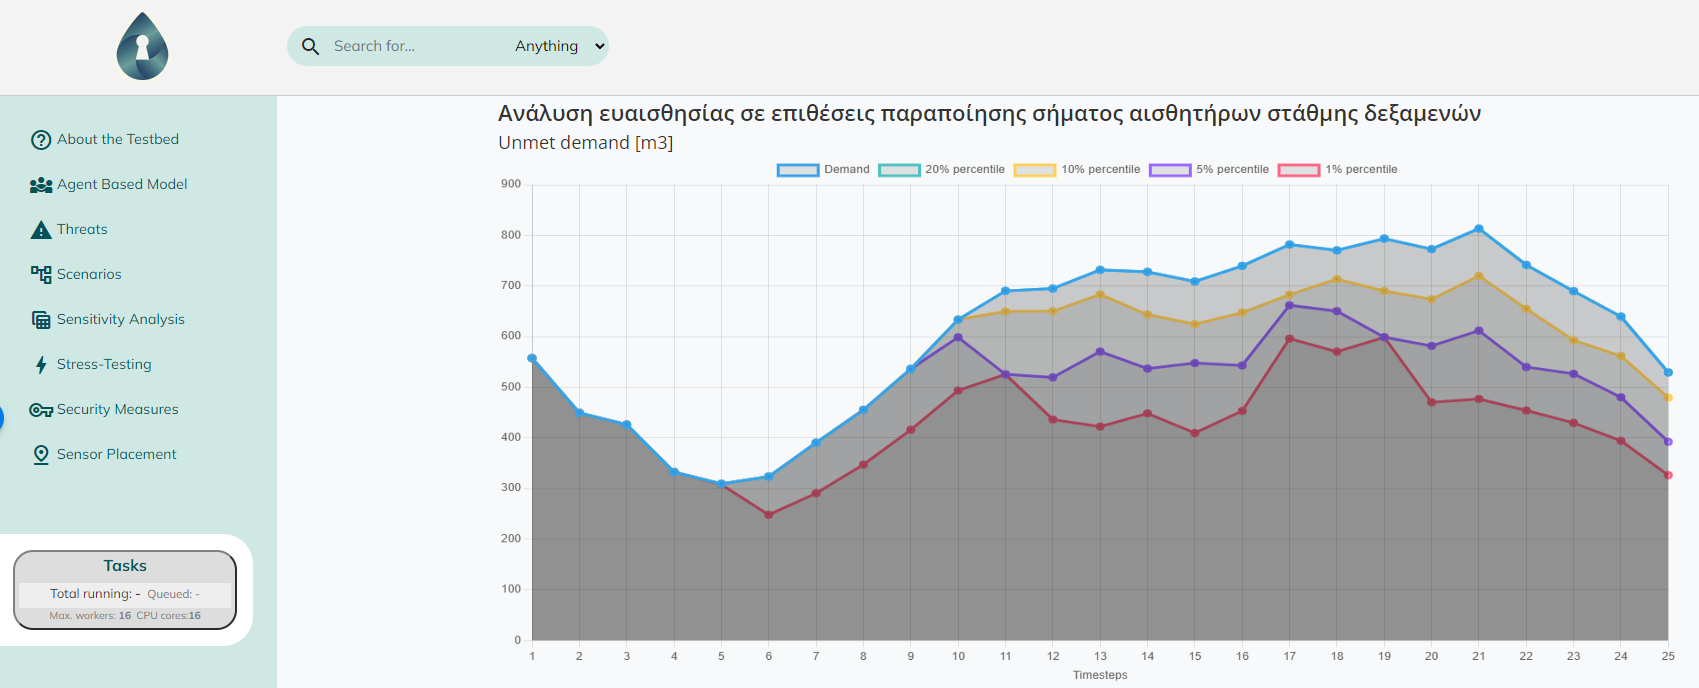 Search for... Anything
About the Testbed
Agent Based Model
Threats
Scenarios
Sensitivity Analysis
Stress-Testing
Security Measures
Sensor Placement
Tasks
Total running: - Queued: -
Max. workers: 16 CPU cores:16
Ανάλυση ευαισθησίας σε επιθέσεις παραποίησης σήματος αισθητήρων στάθμης δεξαμενών
Unmet demand [m3]
Demand 20% percentile 10% percentile 5% percentile 1% percentile
900
800
700
600
500
400
300
200
100
0
1 2 3 4 5 6 7 8 9 10 11 12 13 14 15 16 17 18 19 20 21 22 23 24 25
Timesteps